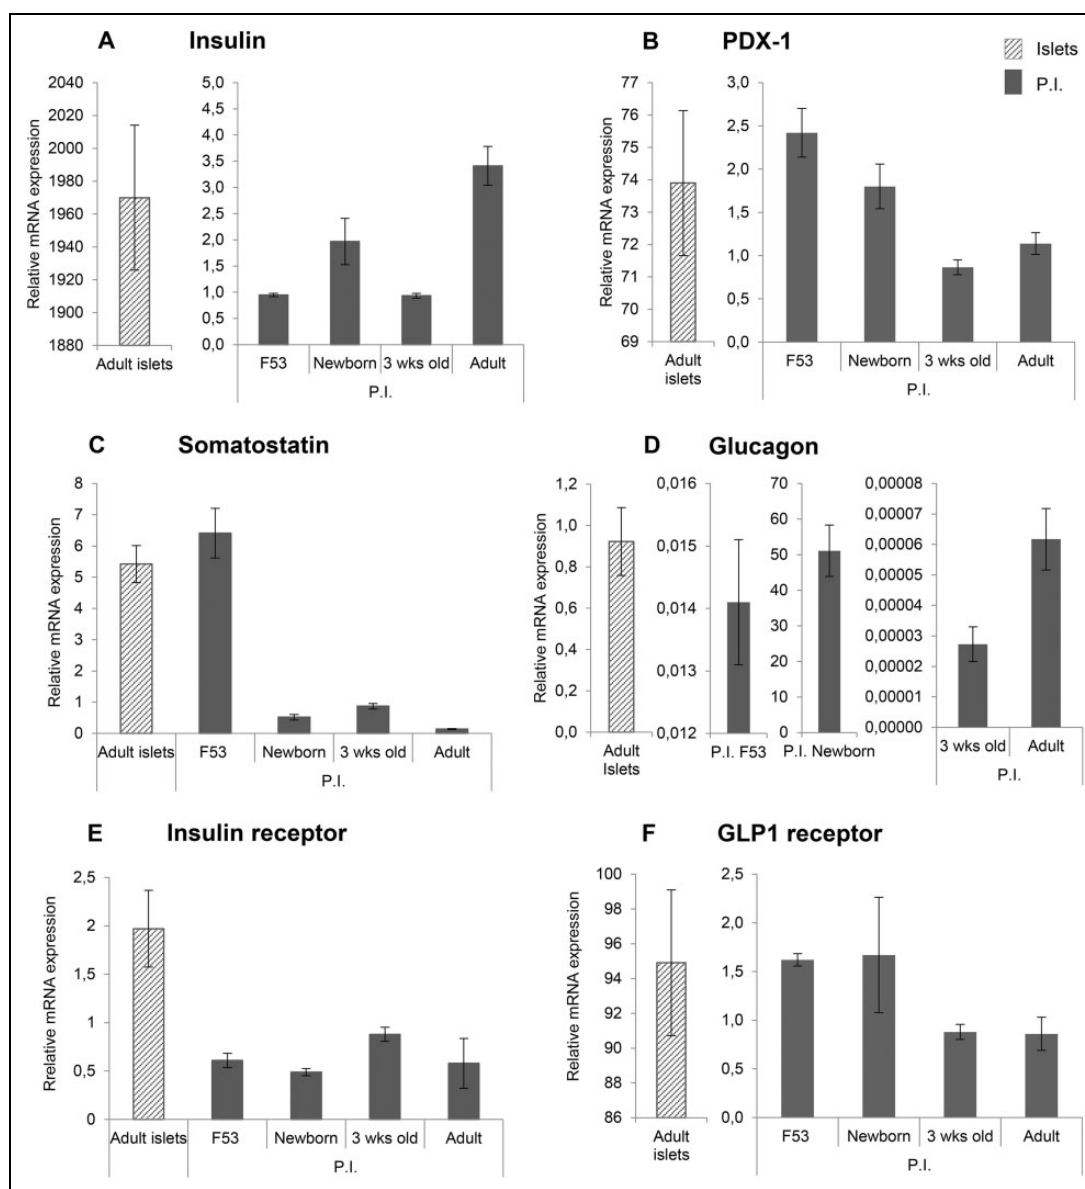 A Insulin
Relative mRNA expression
2040
2020
2000
1980
1960
1940
1920
1900
1880
Adult islets
5,0
4,5
4,0
3,5
3,0
2,5
2,0
1,5
1,0
0,5
0,0
F53 Newborn 3 wks old Adult
P.I.
B PDX-1
Islets
P.I.
Relative mRNA expression
77
76
75
74
73
72
71
70
69
Adult
islets
3,0
2,5
2,0
1,5
1,0
0,5
0,0
F53 Newborn 3 wks old Adult
P.I.
C Somatostatin
Relative mRNA expression
8
7
6
5
4
3
2
1
0
Adult islets F53 Newborn 3 wks old Adult
P.I.
D Glucagon
Relative mRNA expression
1,2
1,0
0,8
0,6
0,4
0,2
0,0
Adult
Islets
0,016
0,015
0,014
0,013
0,012
P.I. F53
70
60
50
40
30
20
10
0
P.I. Newborn
0,00008
0,00007
0,00006
0,00005
0,00004
0,00003
0,00002
0,00001
0,00000
3 wks old Adult
P.I.
E Insulin receptor
Rrelative mRNA expression
2,5
2
1,5
1
0,5
0
Adult islets F53 Newborn 3 wks old Adult
P.I.
F GLP1 receptor
Relative mRNA expression
100
98
96
94
92
90
88
86
Adult
islets
2,5
2,0
1,5
1,0
0,5
0,0
F53 Newborn 3 wks old Adult
P.I.